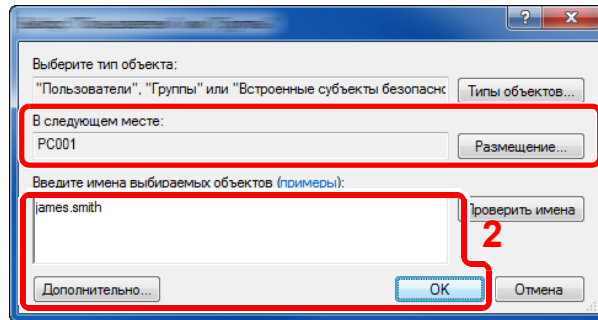 Выберите тип объекта:
"Пользователи", "Группы" или "Встроенные субъекты безопасно
Типы объектов...
В следующем месте:
PC001
Размещение...
Введите имена выбираемых объектов (примеры):
james.smith
Проверить имена
2
Дополнительно...
OK
Отмена